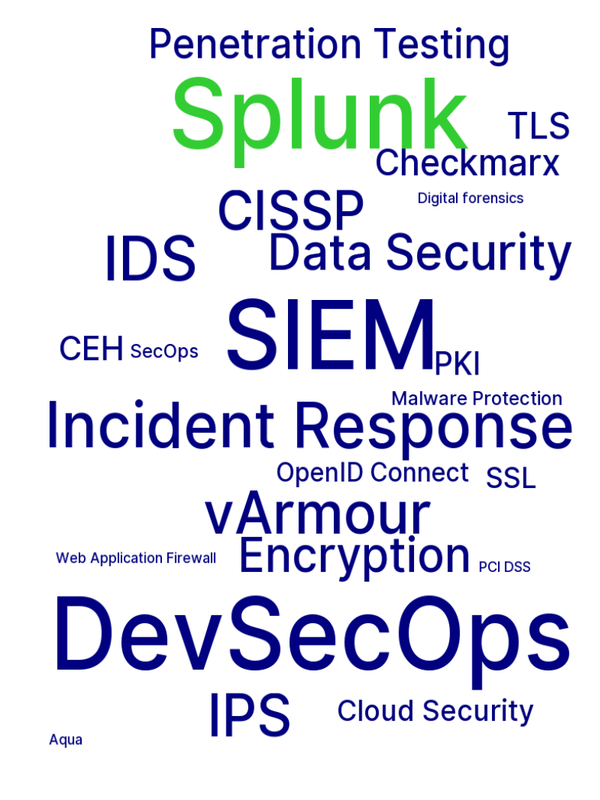 Penetration Testing
Splunk
TLS
Checkmarx
Digital forensics
CISSP
Data Security
IDS
SIEM
CEH
SecOps
PKI
Malware Protection
Incident Response
OpenID Connect
SSL
vArmour
Encryption
Web Application Firewall
PCI DSS
DevSecOps
IPS
Cloud Security
Aqua